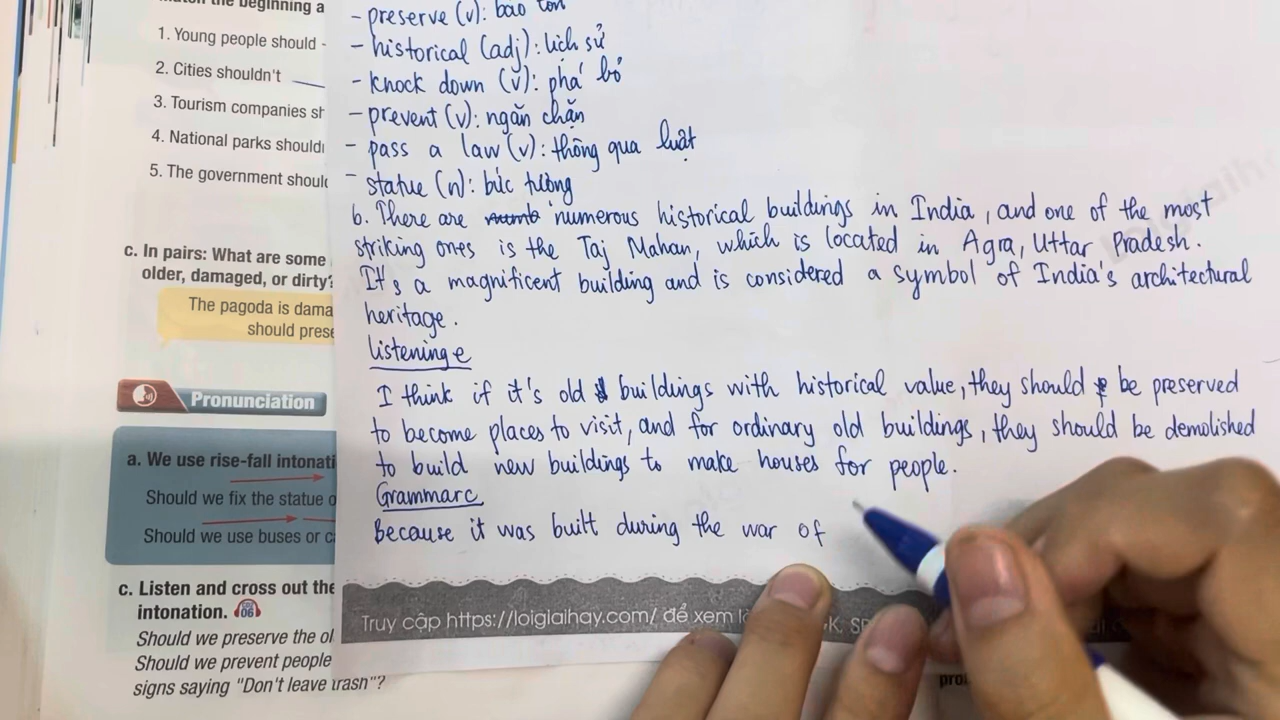 the beginning a
1. Young people should -
2. Cities shouldn't
3. Tourism companies sh
4. National parks should
5. The government should
c. In pairs: What are some
older, damaged, or dirty?
The pagoda is dama
should prese
Pronunciation
a. We use rise-fall intonati
Should we fix the statue o
Should we use buses or c
c. Listen and cross out the
intonation.
06
Should we preserve the ol
Should we prevent people
signs saying "Don't leave trash"?
- preserve (v): bảo tồn
- historical (adj): lịch sử
- knock down (v): phá bỏ
- prevent (v): ngăn chặn
- pass a law (v): thông qua luật
- statue (n): bức tường
b. There are numb numerous historical buildings in India, and one of the most
striking ones is the Taj Mahan, which is located in Agra, Uttar Pradesh.
It's a magnificent building and is considered a symbol of India's architectural
heritage.
Listening e
I think if it's old buildings with historical value, they should be preserved
to become places to visit, and for ordinary old buildings, they should be demolished
to build new buildings to make houses for people.
Grammar c
Because it was built during the war of
Truy cập https://loigiaihay.com/ để xem